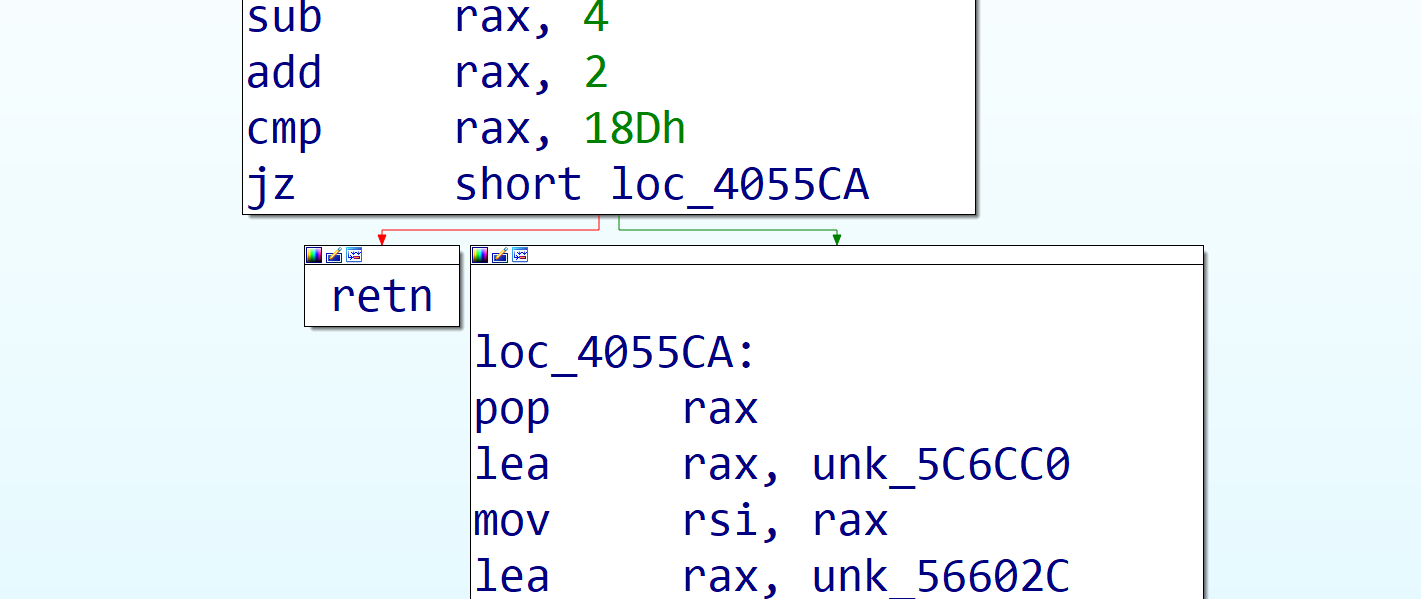 sub rax, 4
add rax, 2
cmp rax, 18Dh
jz short loc_4055CA
retn
loc_4055CA:
pop rax
lea rax, unk_5C6CC0
mov rsi, rax
lea rax, unk_56602C